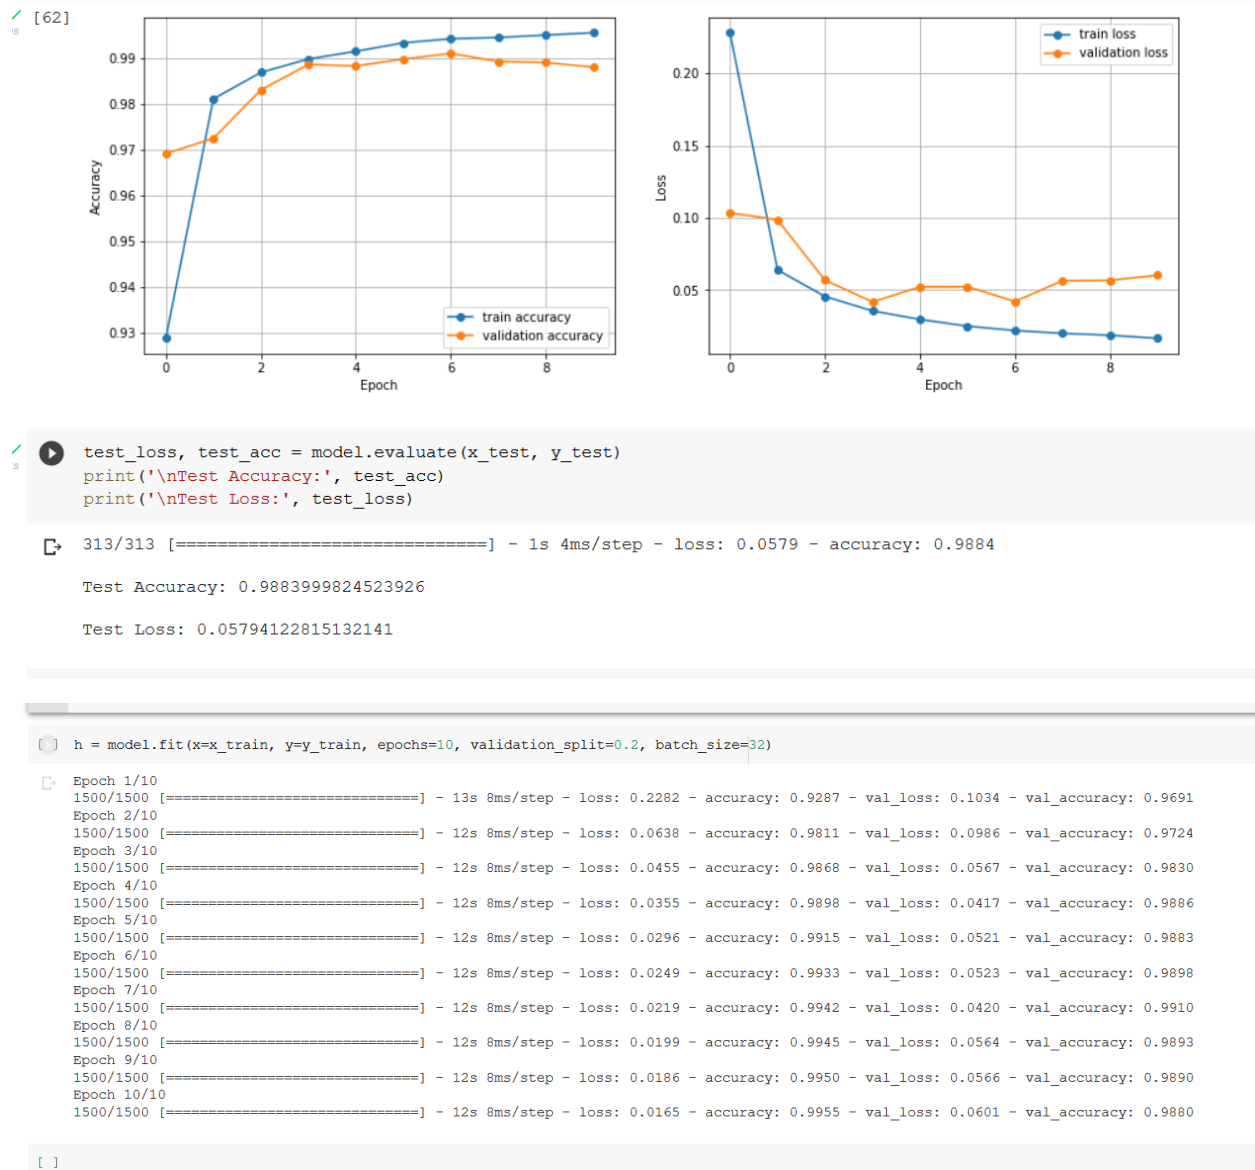 [62]
0.99
0.98
0.97
0.96
0.95
0.94
0.93
Accuracy
0 2 4 6 8
Epoch
train accuracy
validation accuracy
0.20
0.15
0.10
0.05
Loss
0 2 4 6 8
Epoch
train loss
validation loss
test_loss, test_acc = model.evaluate(x_test, y_test)
print('\nTest Accuracy:', test_acc)
print('\nTest Loss:', test_loss)
313/313 [==============================] - 1s 4ms/step - loss: 0.0579 - accuracy: 0.9884
Test Accuracy: 0.9883999824523926
Test Loss: 0.05794122815132141
[ ] h = model.fit(x=x_train, y=y_train, epochs=10, validation_split=0.2, batch_size=32)
Epoch 1/10
1500/1500 [==============================] - 13s 8ms/step - loss: 0.2282 - accuracy: 0.9287 - val_loss: 0.1034 - val_accuracy: 0.9691
Epoch 2/10
1500/1500 [==============================] - 12s 8ms/step - loss: 0.0638 - accuracy: 0.9811 - val_loss: 0.0986 - val_accuracy: 0.9724
Epoch 3/10
1500/1500 [==============================] - 12s 8ms/step - loss: 0.0455 - accuracy: 0.9868 - val_loss: 0.0567 - val_accuracy: 0.9830
Epoch 4/10
1500/1500 [==============================] - 12s 8ms/step - loss: 0.0355 - accuracy: 0.9898 - val_loss: 0.0417 - val_accuracy: 0.9886
Epoch 5/10
1500/1500 [==============================] - 12s 8ms/step - loss: 0.0296 - accuracy: 0.9915 - val_loss: 0.0521 - val_accuracy: 0.9883
Epoch 6/10
1500/1500 [==============================] - 12s 8ms/step - loss: 0.0249 - accuracy: 0.9933 - val_loss: 0.0523 - val_accuracy: 0.9898
Epoch 7/10
1500/1500 [==============================] - 12s 8ms/step - loss: 0.0219 - accuracy: 0.9942 - val_loss: 0.0420 - val_accuracy: 0.9910
Epoch 8/10
1500/1500 [==============================] - 12s 8ms/step - loss: 0.0199 - accuracy: 0.9945 - val_loss: 0.0564 - val_accuracy: 0.9893
Epoch 9/10
1500/1500 [==============================] - 12s 8ms/step - loss: 0.0186 - accuracy: 0.9950 - val_loss: 0.0566 - val_accuracy: 0.9890
Epoch 10/10
1500/1500 [==============================] - 12s 8ms/step - loss: 0.0165 - accuracy: 0.9955 - val_loss: 0.0601 - val_accuracy: 0.9880
[ ]